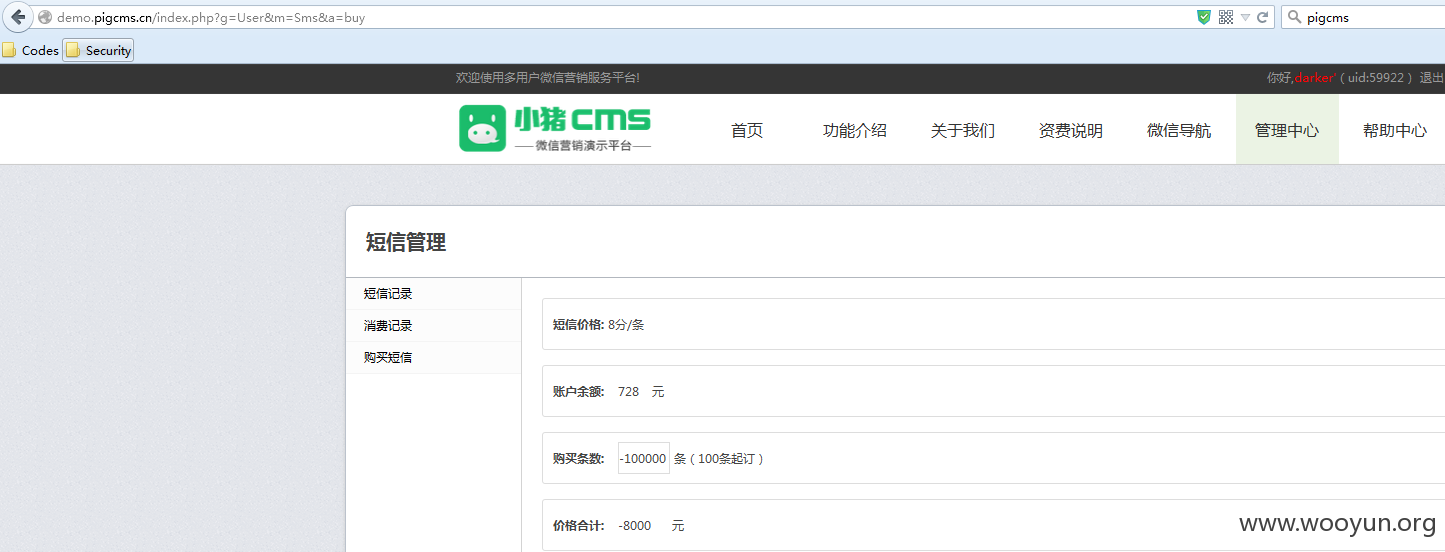 demo.pigcms.cn/index.php?g=User&m=Sms&a=buy
pigcms
Codes
Security
欢迎使用多用户微信营销服务平台!
你好,darker'（uid:59922） 退出
小猪CMS
微信营销演示平台
首页
功能介绍
关于我们
资费说明
微信导航
管理中心
帮助中心
短信管理
短信记录
消费记录
购买短信
短信价格: 8分/条
账户余额: 728 元
购买条数: -100000 条（100条起订）
价格合计: -8000 元
www.wooyun.org